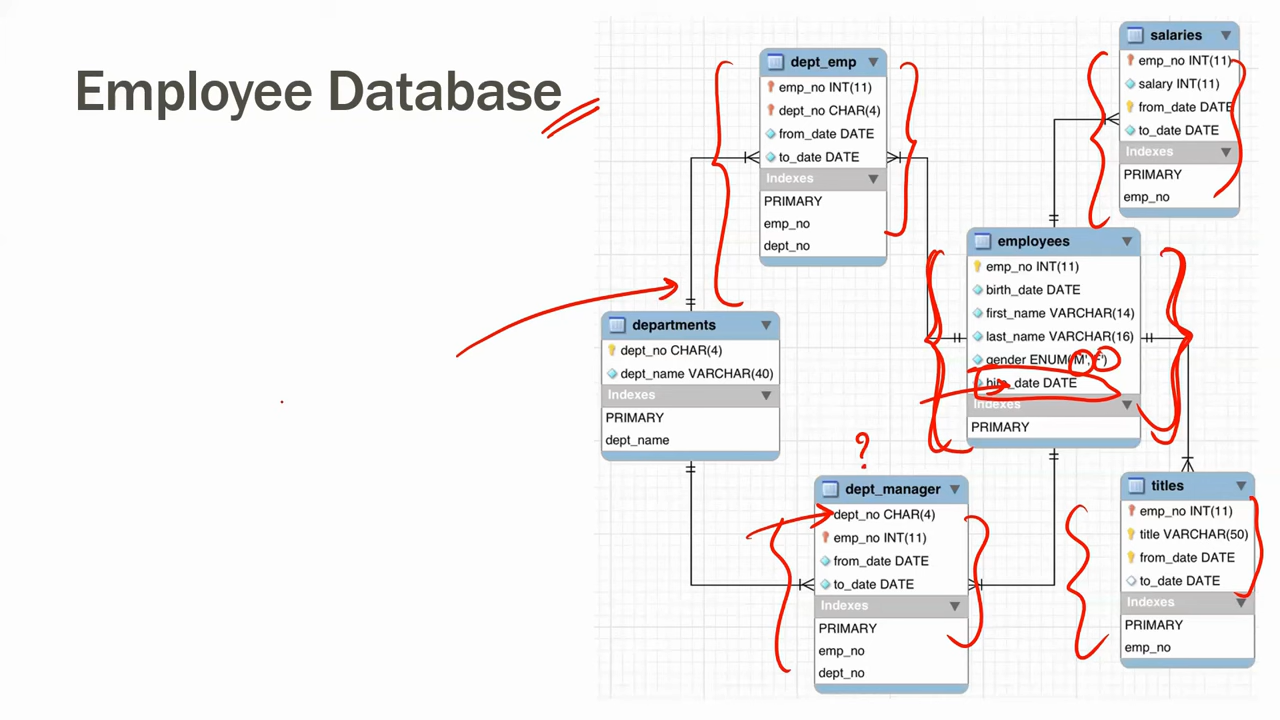 Employee Database
dept_emp
emp_no INT(11)
dept_no CHAR(4)
from_date DATE
to_date DATE
Indexes
PRIMARY
emp_no
dept_no
salaries
emp_no INT(11)
salary INT(11)
from_date DATE
to_date DATE
Indexes
PRIMARY
emp_no
employees
emp_no INT(11)
birth_date DATE
first_name VARCHAR(14)
last_name VARCHAR(16)
gender ENUM('M','F')
hire_date DATE
Indexes
PRIMARY
departments
dept_no CHAR(4)
dept_name VARCHAR(40)
Indexes
PRIMARY
dept_name
?
dept_manager
dept_no CHAR(4)
emp_no INT(11)
from_date DATE
to_date DATE
Indexes
PRIMARY
emp_no
dept_no
titles
emp_no INT(11)
title VARCHAR(50)
from_date DATE
to_date DATE
Indexes
PRIMARY
emp_no